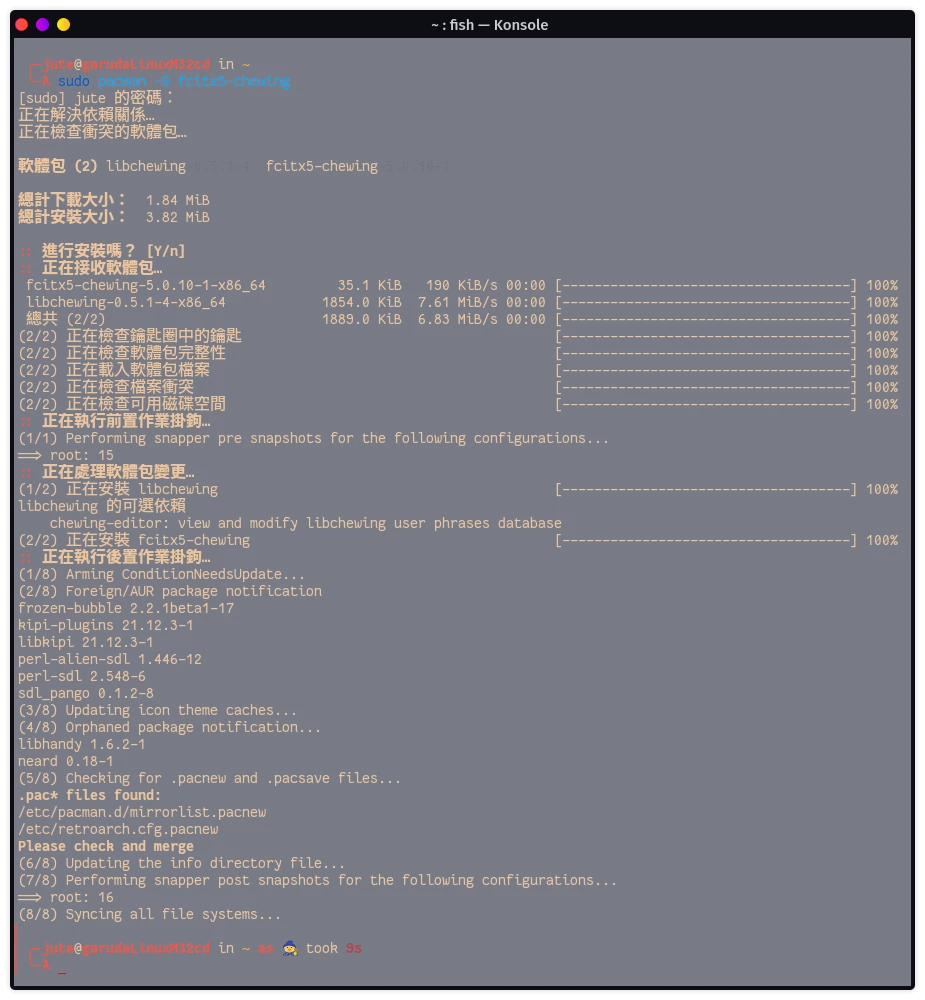 ~ : fish — Konsole
╭─jute@garudaLinuxM32cd in ~
╰─λ sudo pacman -S fcitx5-chewing
[sudo] jute 的密碼：
正在解決依賴關係…
正在檢查衝突的軟體包…
軟體包 (2) libchewing-0.5.1-4  fcitx5-chewing-5.0.10-1
總計下載大小：  1.84 MiB
總計安裝大小：  3.82 MiB
:: 進行安裝嗎？ [Y/n]
:: 正在接收軟體包…
fcitx5-chewing-5.0.10-1-x86_64         35.1 KiB   190 KiB/s 00:00 [------------------------------------] 100%
libchewing-0.5.1-4-x86_64            1854.0 KiB  7.61 MiB/s 00:00 [------------------------------------] 100%
總共 (2/2)                           1889.0 KiB  6.83 MiB/s 00:00 [------------------------------------] 100%
(2/2) 正在檢查鑰匙圈中的鑰匙                                       [------------------------------------] 100%
(2/2) 正在檢查軟體包完整性                                         [------------------------------------] 100%
(2/2) 正在載入軟體包檔案                                           [------------------------------------] 100%
(2/2) 正在檢查檔案衝突                                             [------------------------------------] 100%
(2/2) 正在檢查可用磁碟空間                                         [------------------------------------] 100%
:: 正在執行前置作業掛鉤…
(1/1) Performing snapper pre snapshots for the following configurations...
==> root: 15
:: 正在處理軟體包變更…
(1/2) 正在安裝 libchewing                                          [------------------------------------] 100%
libchewing 的可選依賴
chewing-editor: view and modify libchewing user phrases database
(2/2) 正在安裝 fcitx5-chewing                                      [------------------------------------] 100%
:: 正在執行後置作業掛鉤…
(1/8) Arming ConditionNeedsUpdate...
(2/8) Foreign/AUR package notification
frozen-bubble 2.2.1beta1-17
kipi-plugins 21.12.3-1
libkipi 21.12.3-1
perl-alien-sdl 1.446-12
perl-sdl 2.548-6
sdl_pango 0.1.2-8
(3/8) Updating icon theme caches...
(4/8) Orphaned package notification...
libhandy 1.6.2-1
neard 0.18-1
(5/8) Checking for .pacnew and .pacsave files...
.pac* files found:
/etc/pacman.d/mirrorlist.pacnew
/etc/retroarch.cfg.pacnew
Please check and merge
(6/8) Updating the info directory file...
(7/8) Performing snapper post snapshots for the following configurations...
==> root: 16
(8/8) Syncing all file systems...
╭─jute@garudaLinuxM32cd in ~ as 🧙 took 9s
╰─λ _